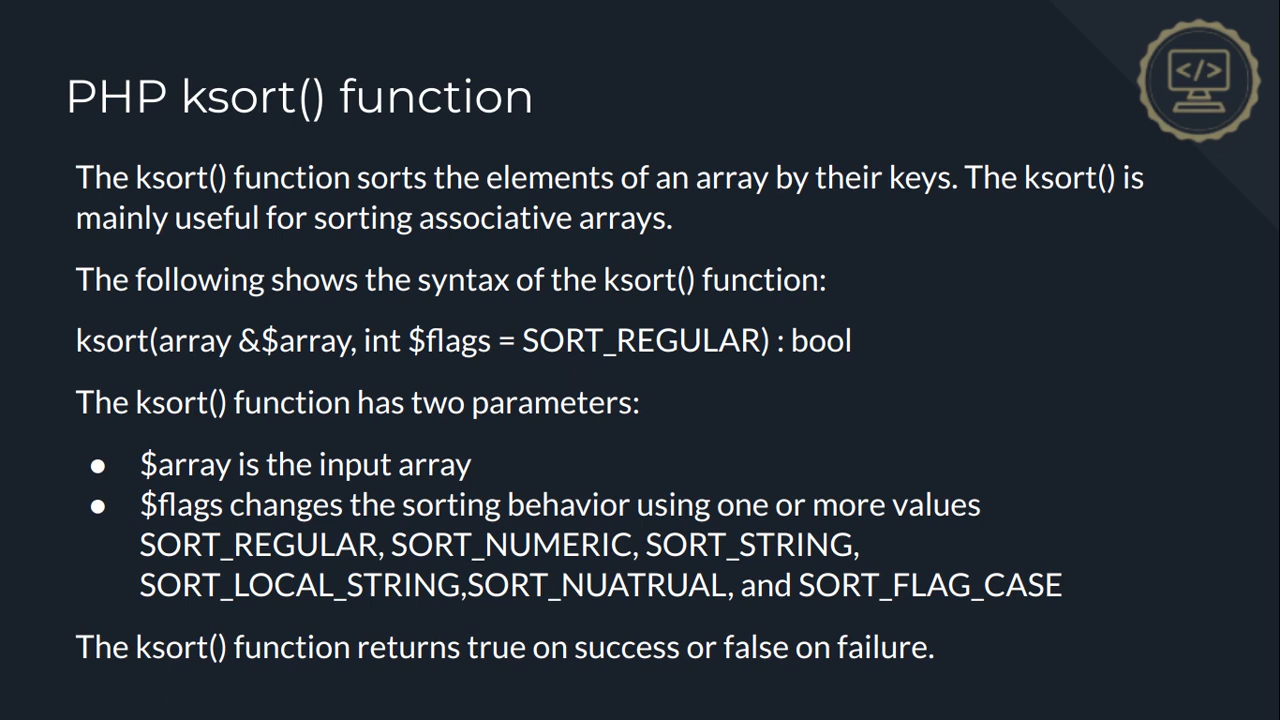 </>
PHP ksort() function
The ksort() function sorts the elements of an array by their keys. The ksort() is
mainly useful for sorting associative arrays.
The following shows the syntax of the ksort() function:
ksort(array &$array, int $flags = SORT_REGULAR) : bool
The ksort() function has two parameters:
● $array is the input array
● $flags changes the sorting behavior using one or more values
SORT_REGULAR, SORT_NUMERIC, SORT_STRING,
SORT_LOCAL_STRING,SORT_NUATRUAL, and SORT_FLAG_CASE
The ksort() function returns true on success or false on failure.